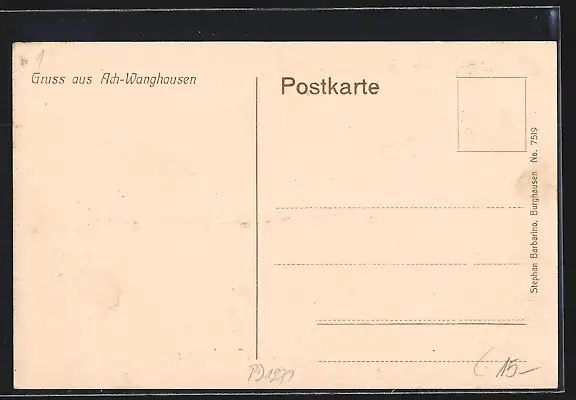 Gruss aus Ach-Wanghausen
Postkarte
Stephan Barbarino, Burghausen No. 7519
15-